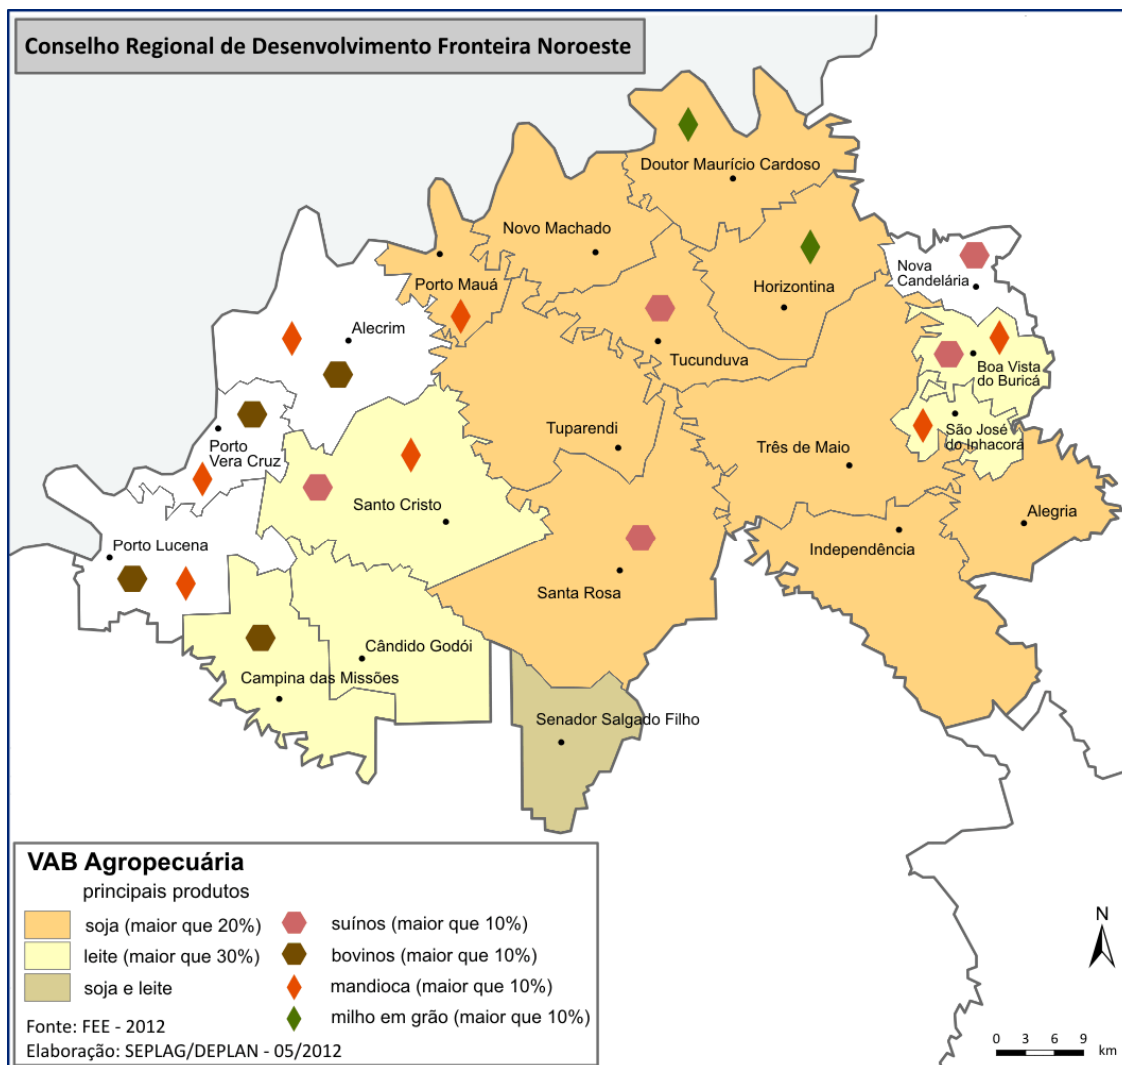 Conselho Regional de Desenvolvimento Fronteira Noroeste
Doutor Maurício Cardoso
Novo Machado
Porto Mauá
Horizontina
Nova
Candelária
Alecrim
Tucunduva
Boa Vista
do Buricá
Porto
Vera Cruz
Tuparendi
Três de Maio
São José
do Inhacorá
Santo Cristo
Alegria
Independência
Porto Lucena
Santa Rosa
Cândido Godói
Campina das Missões
Senador Salgado Filho
VAB Agropecuária
principais produtos
soja (maior que 20%)
leite (maior que 30%)
soja e leite
suínos (maior que 10%)
bovinos (maior que 10%)
mandioca (maior que 10%)
milho em grão (maior que 10%)
Fonte: FEE - 2012
Elaboração: SEPLAG/DEPLAN - 05/2012
N
0 3 6 9
km